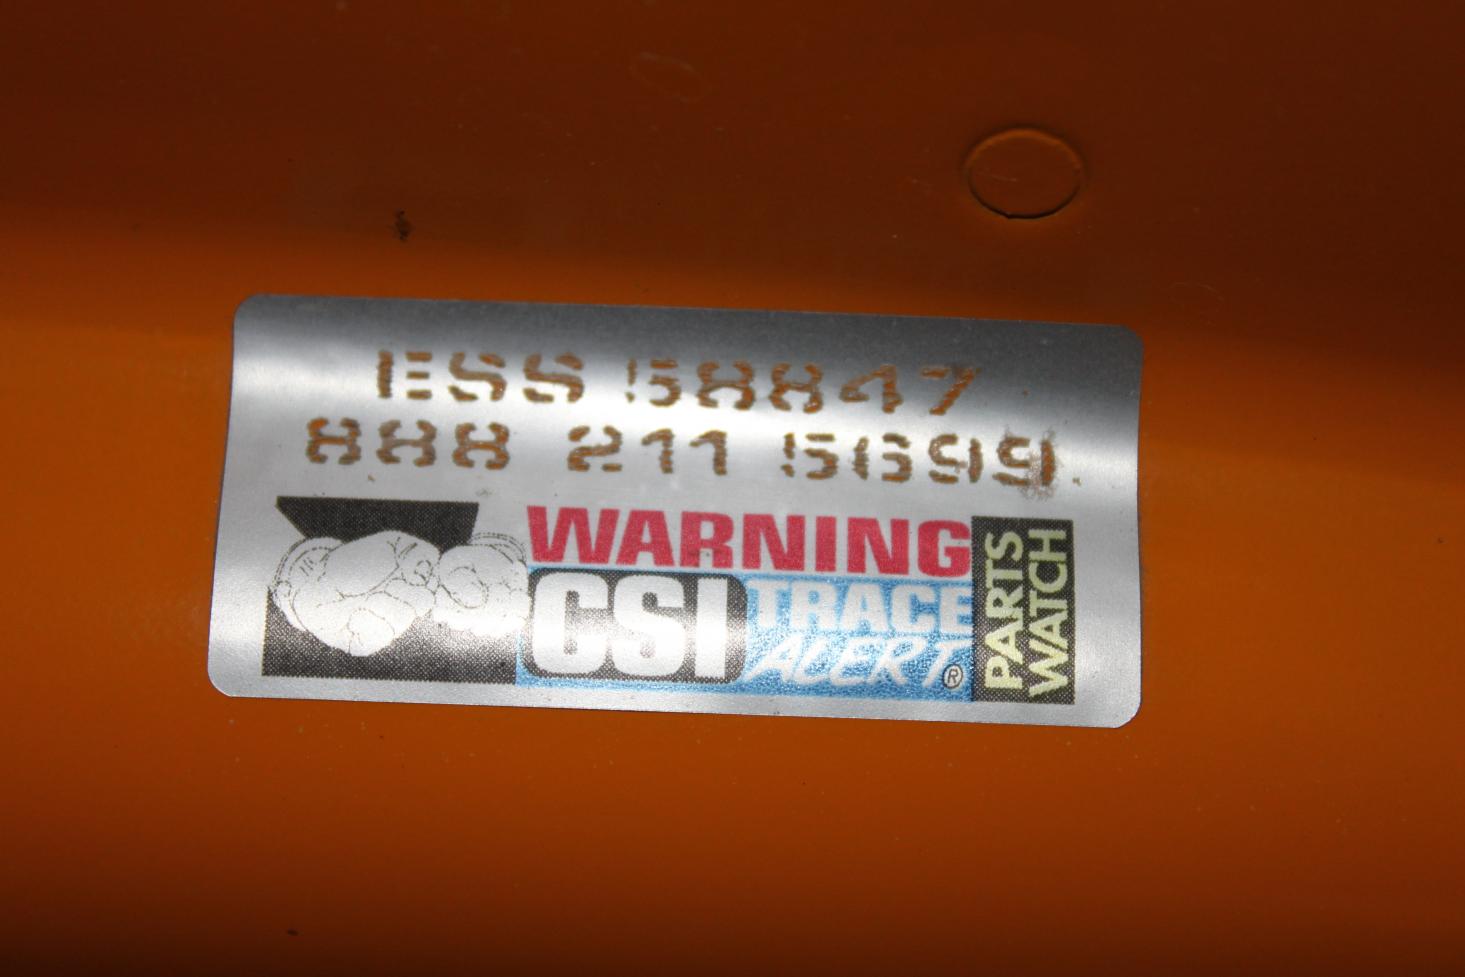 ESS 58847
888 211 5699
WARNING
CSI TRACE
ALERT®
PARTS
WATCH